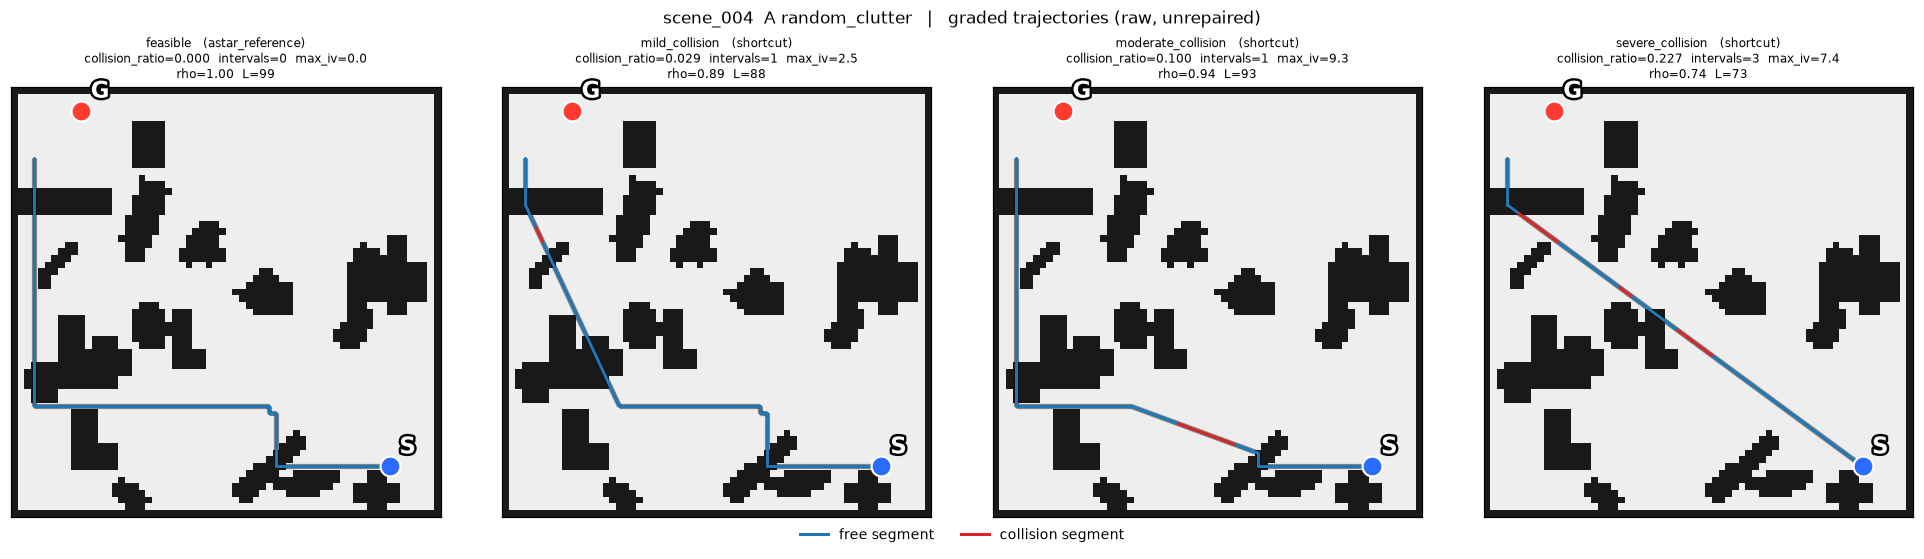 scene_004  A random_clutter   |   graded trajectories (raw, unrepaired)
feasible   (astar_reference)
collision_ratio=0.000  intervals=0  max_iv=0.0
rho=1.00  L=99
mild_collision   (shortcut)
collision_ratio=0.029  intervals=1  max_iv=2.5
rho=0.89  L=88
moderate_collision   (shortcut)
collision_ratio=0.100  intervals=1  max_iv=9.3
rho=0.94  L=93
severe_collision   (shortcut)
collision_ratio=0.227  intervals=3  max_iv=7.4
rho=0.74  L=73
G
G
G
G
S
S
S
S
free segment
collision segment